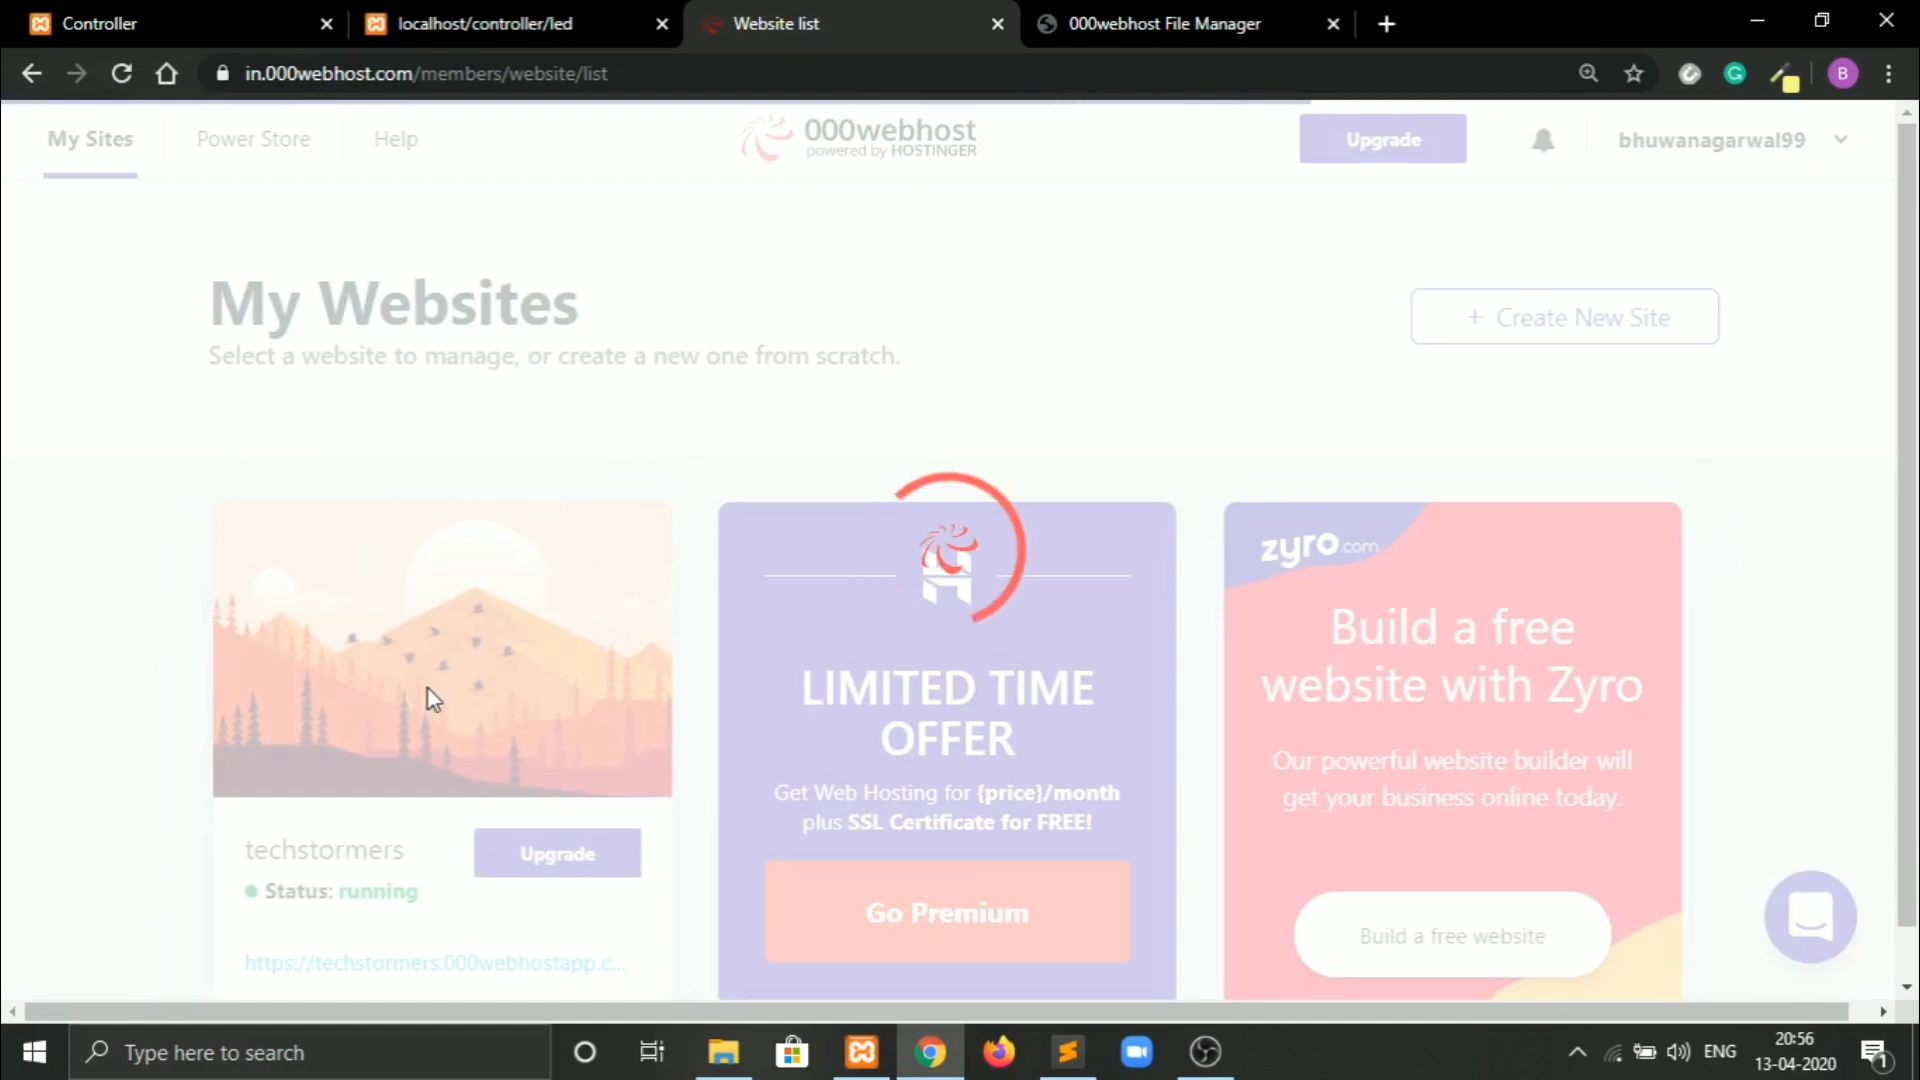 Controller
localhost/controller/led
Website list
000webhost File Manager
in.000webhost.com/members/website/list
B
My Sites
Power Store
Help
000webhost
powered by HOSTINGER
Upgrade
bhuwanagarwal99
My Websites
Select a website to manage, or create a new one from scratch.
+ Create New Site
techstormers
Upgrade
Status: running
https://techstormers.000webhostapp.c...
LIMITED TIME
OFFER
Get Web Hosting for {price}/month
plus SSL Certificate for FREE!
Go Premium
zyro.com
Build a free
website with Zyro
Our powerful website builder will
get your business online today.
Build a free website
Type here to search
ENG
20:56
13-04-2020
1